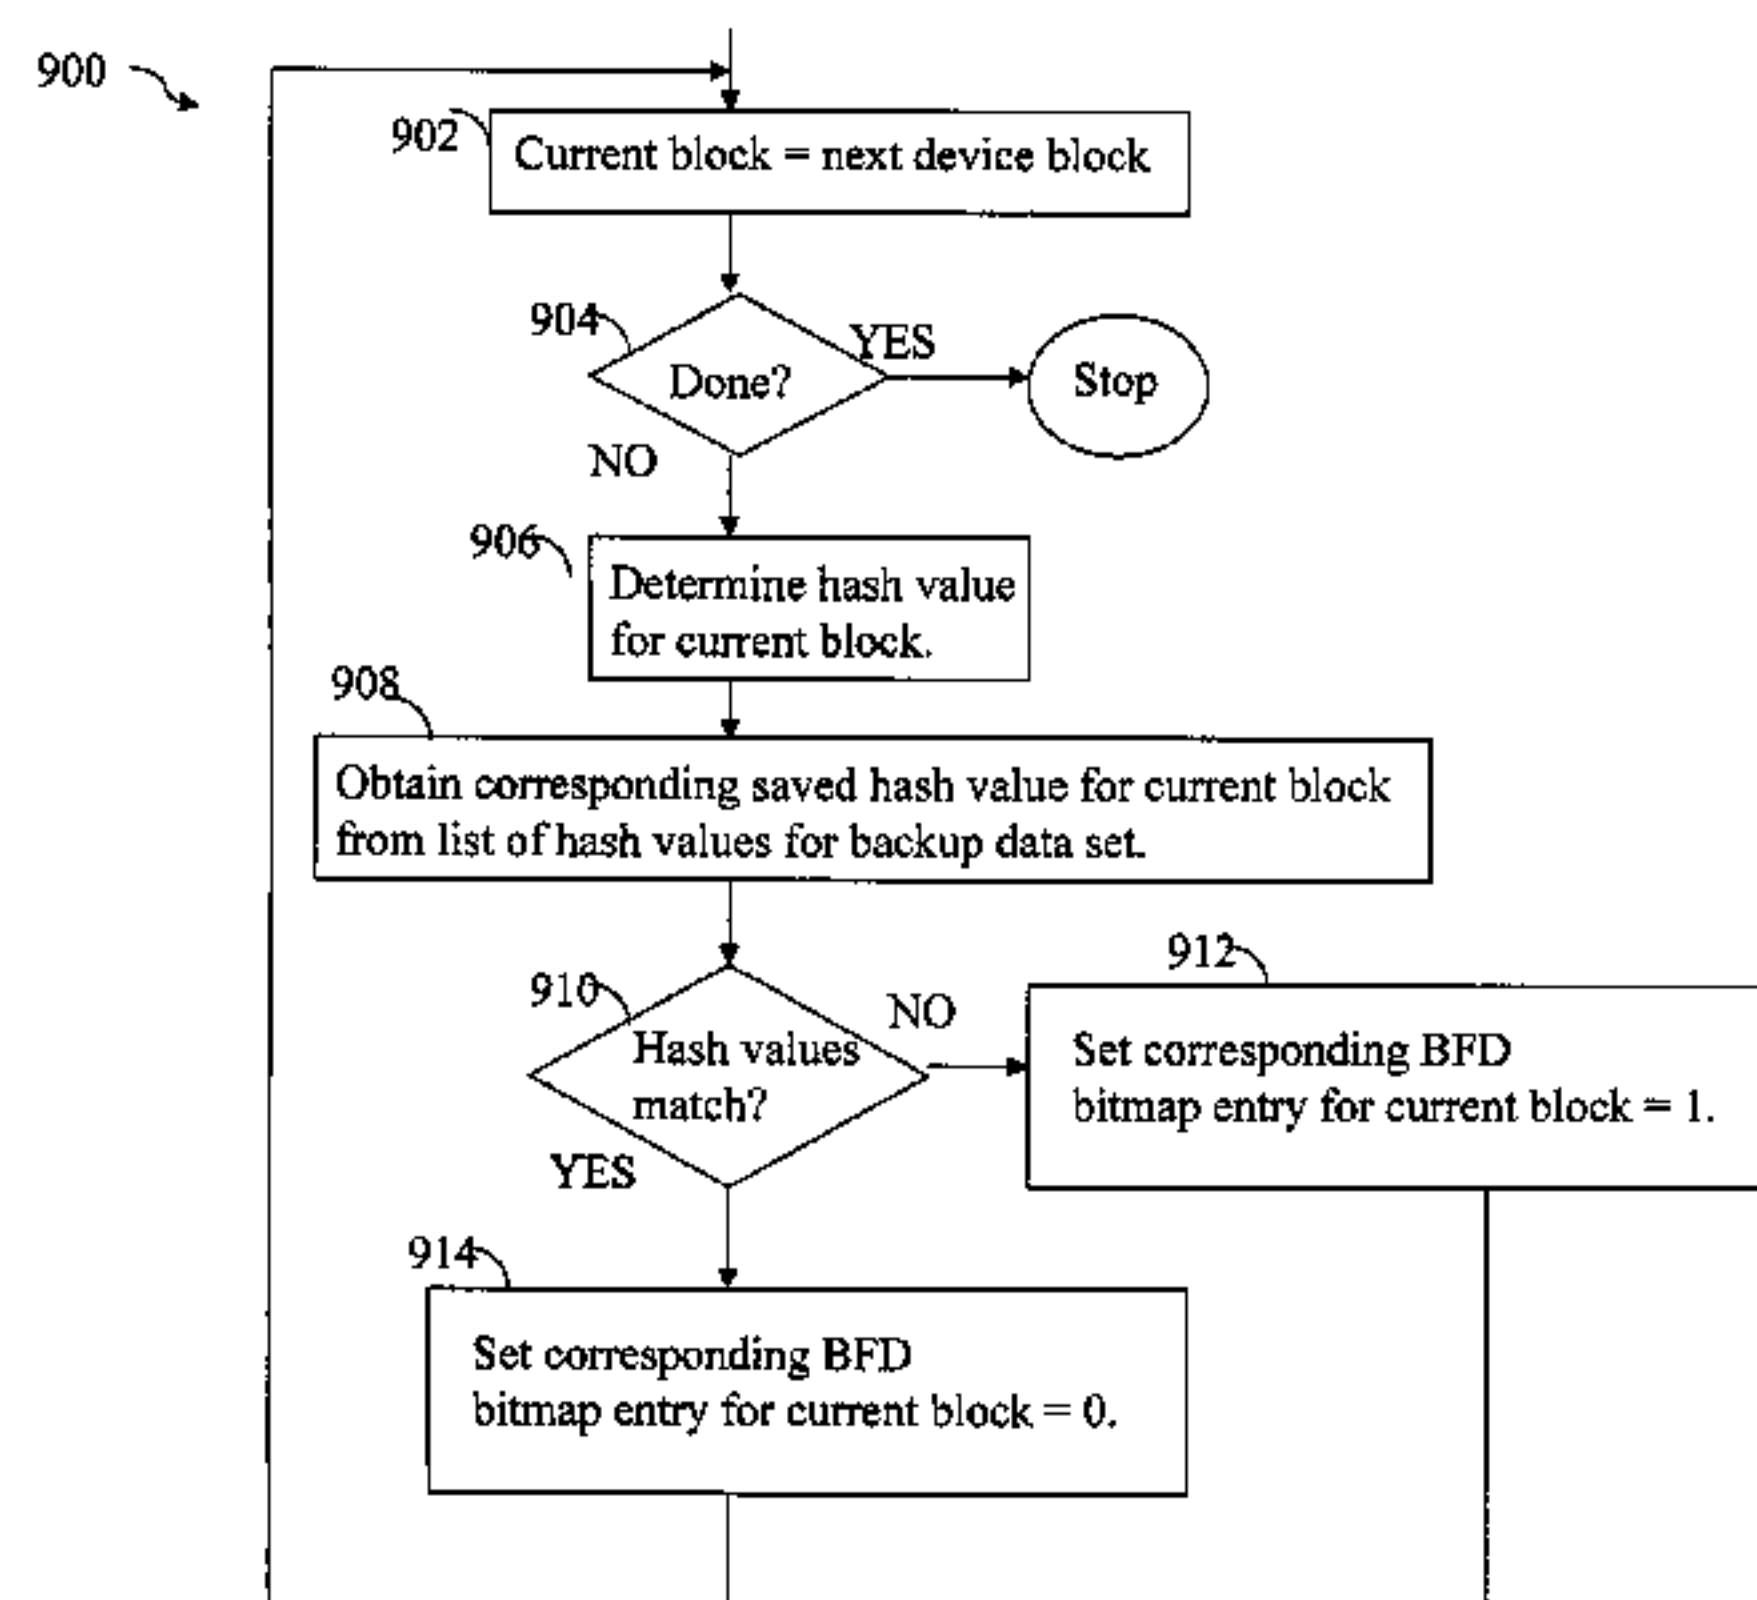 900
902
Current block = next device block
904
Done?
YES
Stop
NO
906
Determine hash value
for current block.
908
Obtain corresponding saved hash value for current block
from list of hash values for backup data set.
910
Hash values
match?
NO
912
Set corresponding BFD
bitmap entry for current block = 1.
YES
914
Set corresponding BFD
bitmap entry for current block = 0.